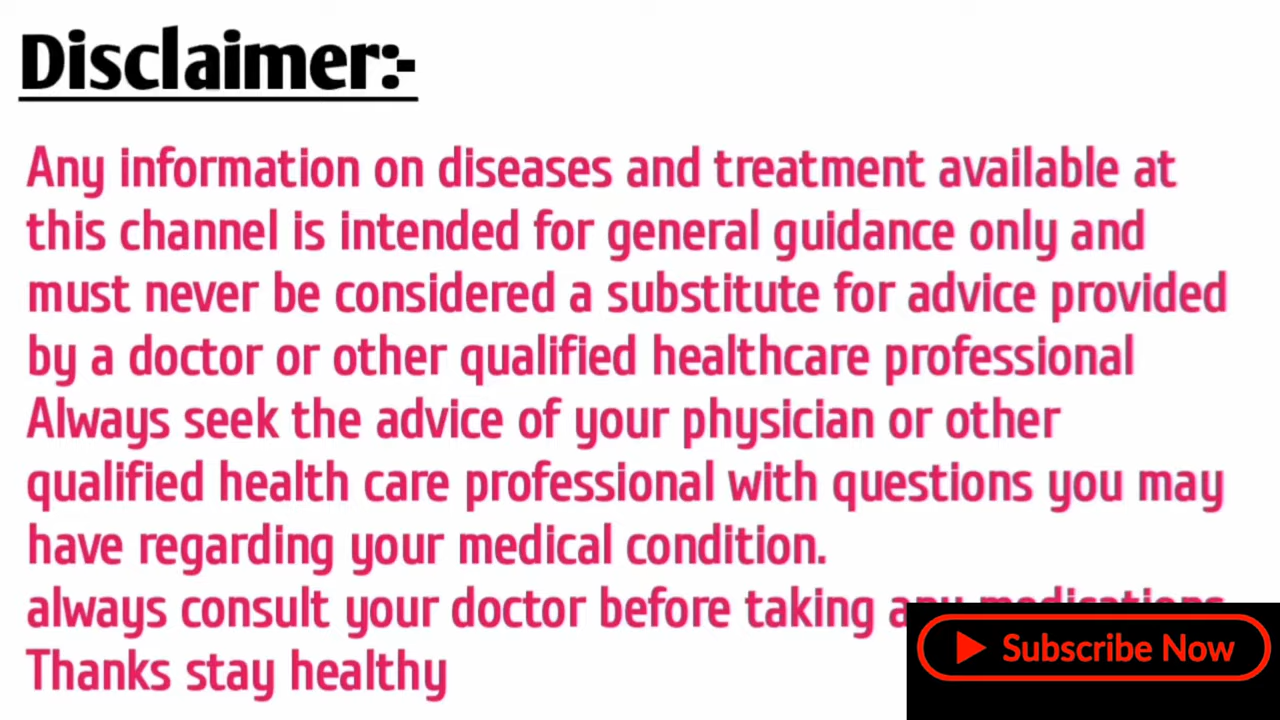 Disclaimer:-
Any information on diseases and treatment available at
this channel is intended for general guidance only and
must never be considered a substitute for advice provided
by a doctor or other qualified healthcare professional
Always seek the advice of your physician or other
qualified health care professional with questions you may
have regarding your medical condition.
always consult your doctor before taking any medications
Thanks stay healthy
Subscribe Now